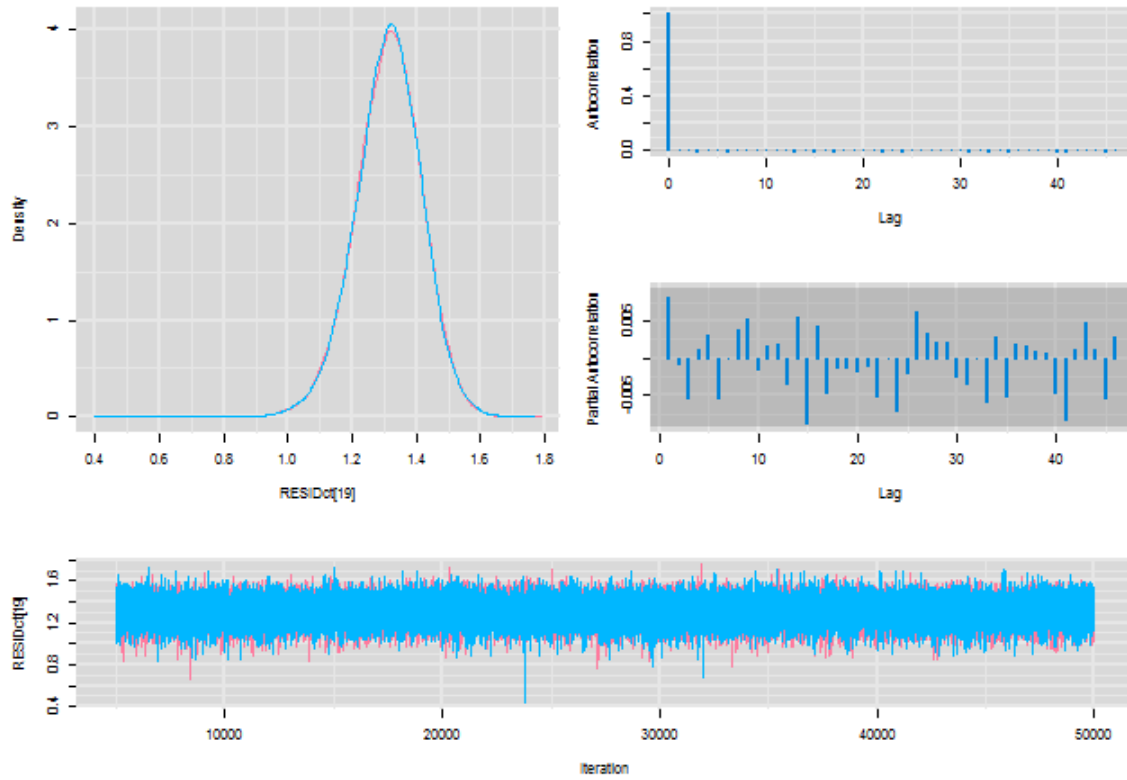 4
3
2
1
0
Density
0.4 0.6 0.8 1.0 1.2 1.4 1.6 1.8
RESIDct[19]
0.8
0.4
0.0
Autocorrelation
0 10 20 30 40
Lag
0.005
-0.005
Partial Autocorrelation
0 10 20 30 40
Lag
1.6
1.2
0.8
0.4
RESIDct[19]
10000 20000 30000 40000 50000
Iteration